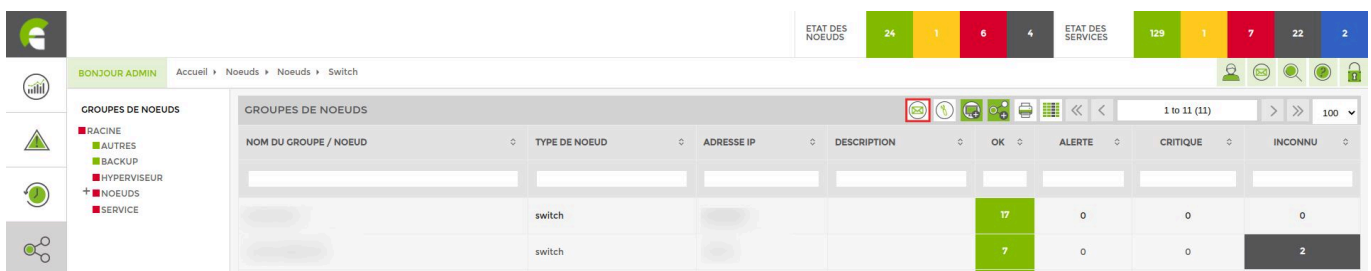 ETAT DES NOEUDS 24 1 6 4 ETAT DES SERVICES 129 1 7 22 2
BONJOUR ADMIN Accueil Noeuds Noeuds Switch
GROUPES DE NOEUDS
RACINE
AUTRES
BACKUP
HYPERVISEUR
+ NOEUDS
SERVICE
GROUPES DE NOEUDS 1 to 11 (11) 100
NOM DU GROUPE / NOEUD TYPE DE NOEUD ADRESSE IP DESCRIPTION OK ALERTE CRITIQUE INCONNU
switch 17 0 0 0
switch 7 0 0 2